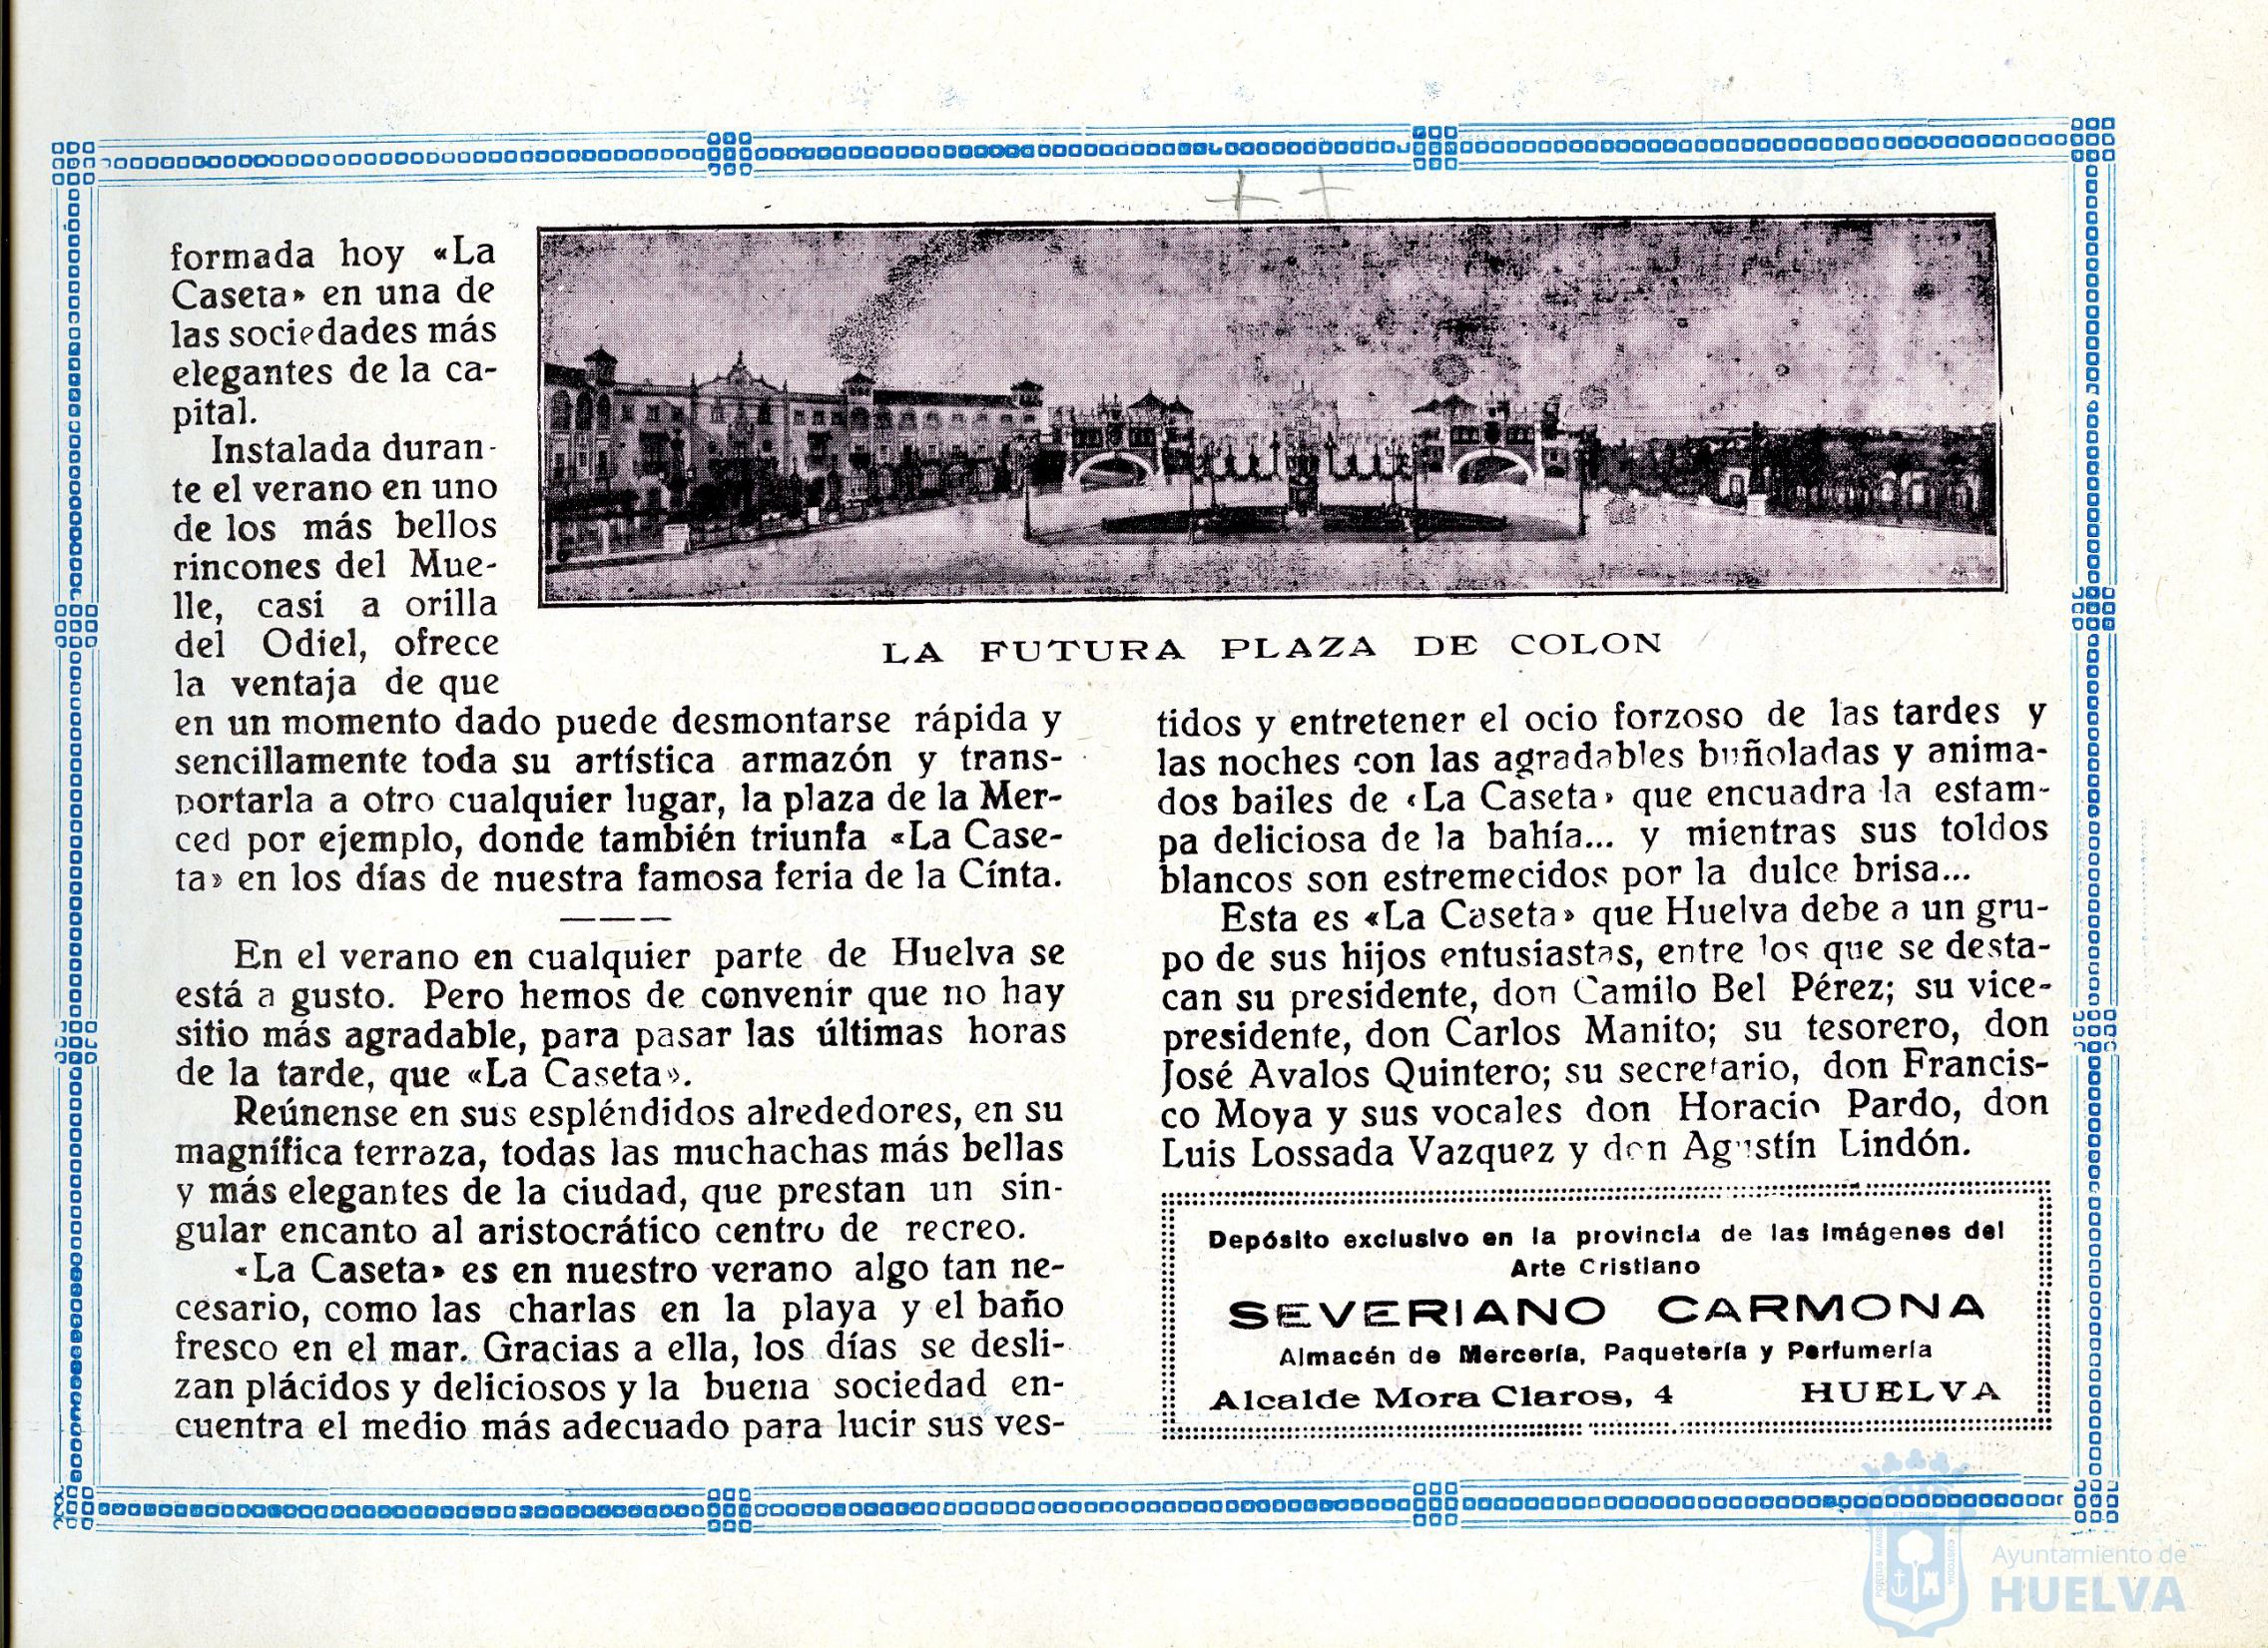 formada hoy «La
Caseta» en una de
las sociedades más
elegantes de la ca-
pital.
Instalada duran-
te el verano en uno
de los más bellos
rincones del Mue-
lle, casi a orilla
del Odiel, ofrece
la ventaja de que
en un momento dado puede desmontarse rápida y
sencillamente toda su artística armazón y trans-
portarla a otro cualquier lugar, la plaza de la Mer-
ced por ejemplo, donde también triunfa «La Case-
ta» en los días de nuestra famosa feria de la Cinta.
En el verano en cualquier parte de Huelva se
está a gusto. Pero hemos de convenir que no hay
sitio más agradable, para pasar las últimas horas
de la tarde, que «La Caseta».
Reúnense en sus espléndidos alrededores, en su
magnífica terraza, todas las muchachas más bellas
y más elegantes de la ciudad, que prestan un sin-
gular encanto al aristocrático centro de recreo.
«La Caseta» es en nuestro verano algo tan ne-
cesario, como las charlas en la playa y el baño
fresco en el mar. Gracias a ella, los días se desli-
zan plácidos y deliciosos y la buena sociedad en-
cuentra el medio más adecuado para lucir sus ves-
LA FUTURA PLAZA DE COLON
tidos y entretener el ocio forzoso de las tardes y
las noches con las agradables buñoladas y anima-
dos bailes de «La Caseta» que encuadra la estam-
pa deliciosa de la bahía... y mientras sus toldos
blancos son estremecidos por la dulce brisa...
Esta es «La Caseta» que Huelva debe a un gru-
po de sus hijos entusiastas, entre los que se desta-
can su presidente, don Camilo Bel Pérez; su vice-
presidente, don Carlos Manito; su tesorero, don
José Avalos Quintero; su secretario, don Francis-
co Moya y sus vocales don Horacio Pardo, don
Luis Lossada Vazquez y don Agustín Lindón.
Depósito exclusivo en la provincia de las imágenes del
Arte Cristiano
SEVERIANO CARMONA
Almacén de Mercería, Paquetería y Perfumería
Alcalde Mora Claros, 4 HUELVA
Ayuntamiento de
HUELVA